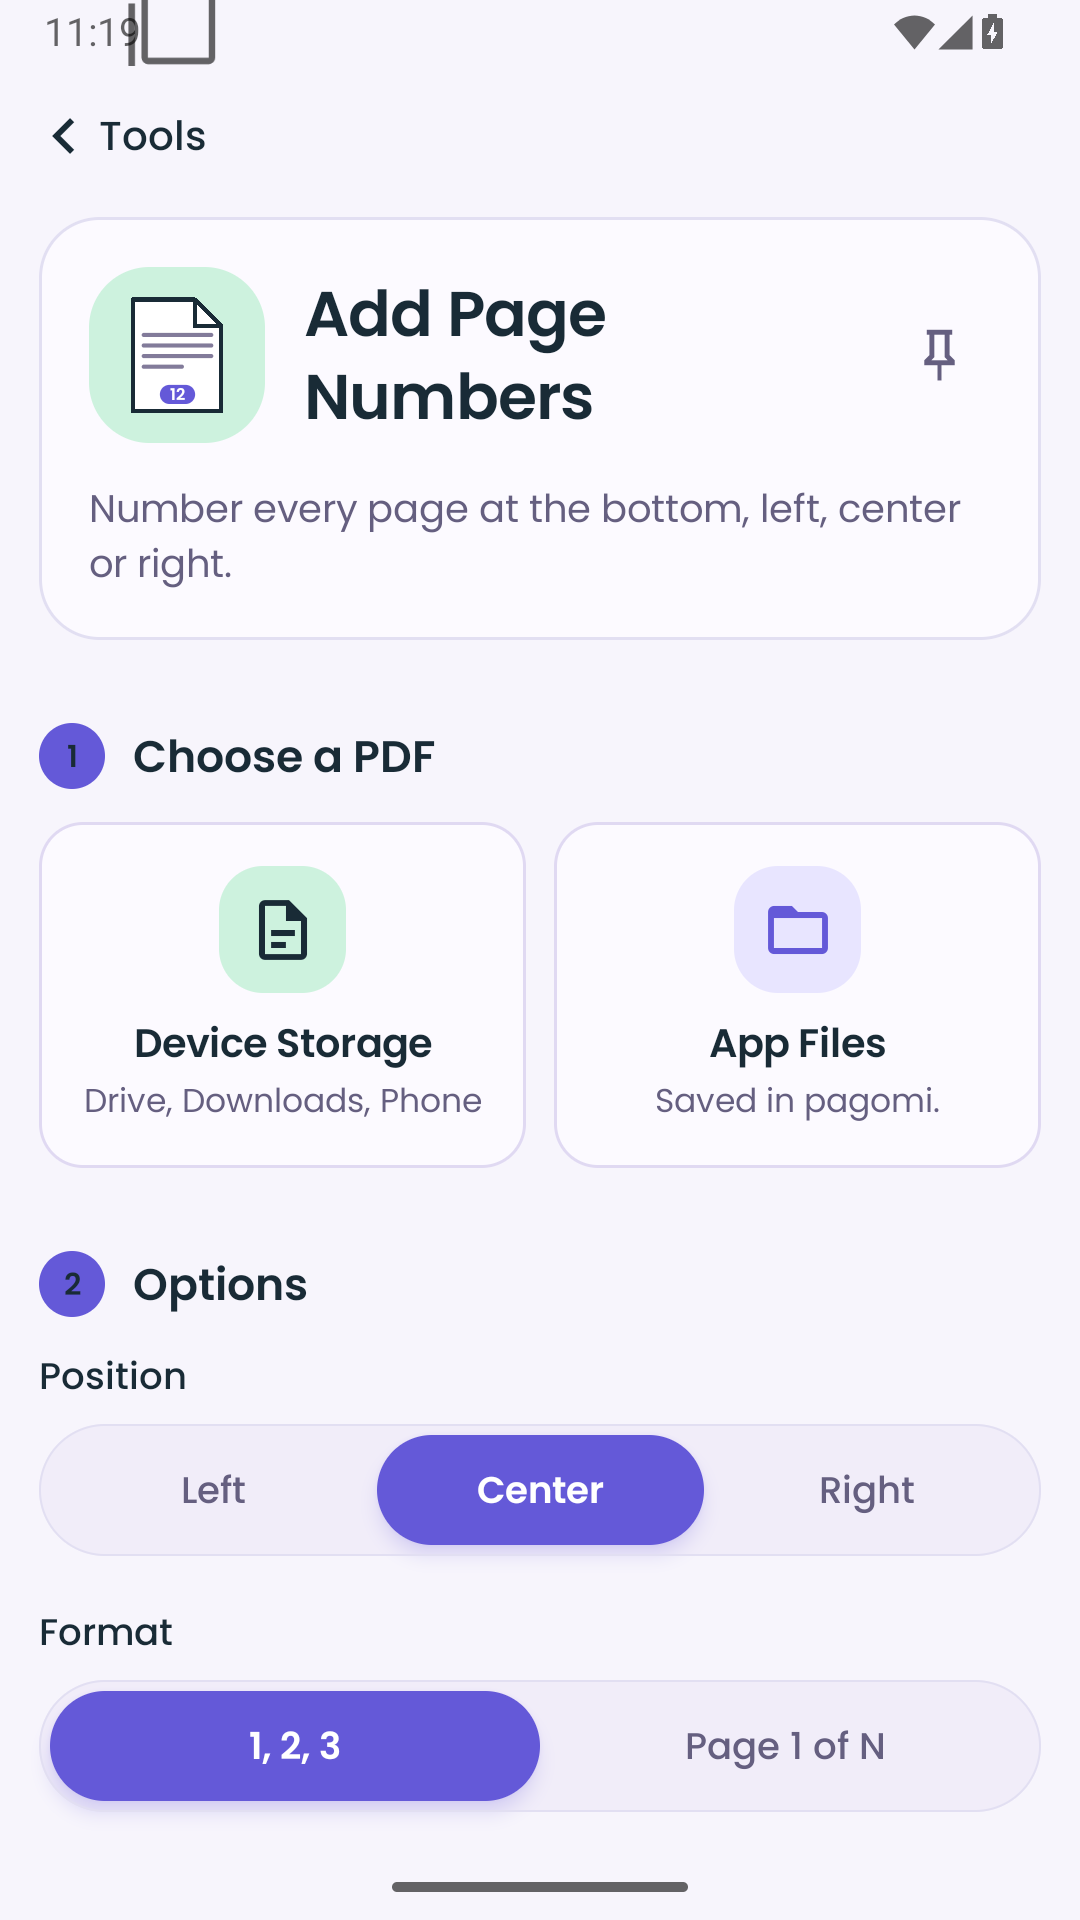 11:19
Tools
12
Add Page
Numbers
Number every page at the bottom, left, center
or right.
1
Choose a PDF
Device Storage
Drive, Downloads, Phone
App Files
Saved in pagomi.
2
Options
Position
Left
Center
Right
Format
1, 2, 3
Page 1 of N